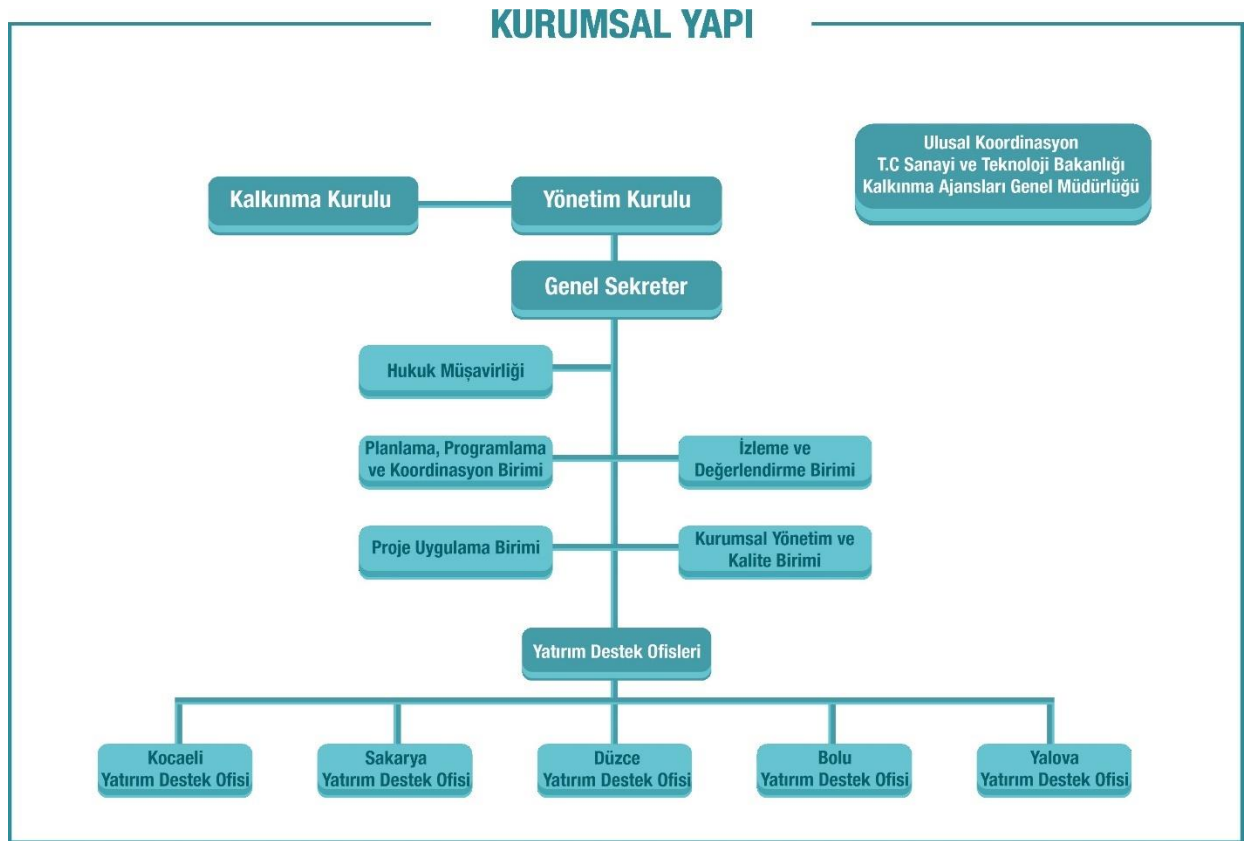 KURUMSAL YAPI
Ulusal Koordinasyon
T.C Sanayi ve Teknoloji Bakanlığı
Kalkınma Ajansları Genel Müdürlüğü
Kalkınma Kurulu
Yönetim Kurulu
Genel Sekreter
Hukuk Müşavirliği
Planlama, Programlama
ve Koordinasyon Birimi
İzleme ve
Değerlendirme Birimi
Proje Uygulama Birimi
Kurumsal Yönetim ve
Kalite Birimi
Yatırım Destek Ofisleri
Kocaeli
Yatırım Destek Ofisi
Sakarya
Yatırım Destek Ofisi
Düzce
Yatırım Destek Ofisi
Bolu
Yatırım Destek Ofisi
Yalova
Yatırım Destek Ofisi